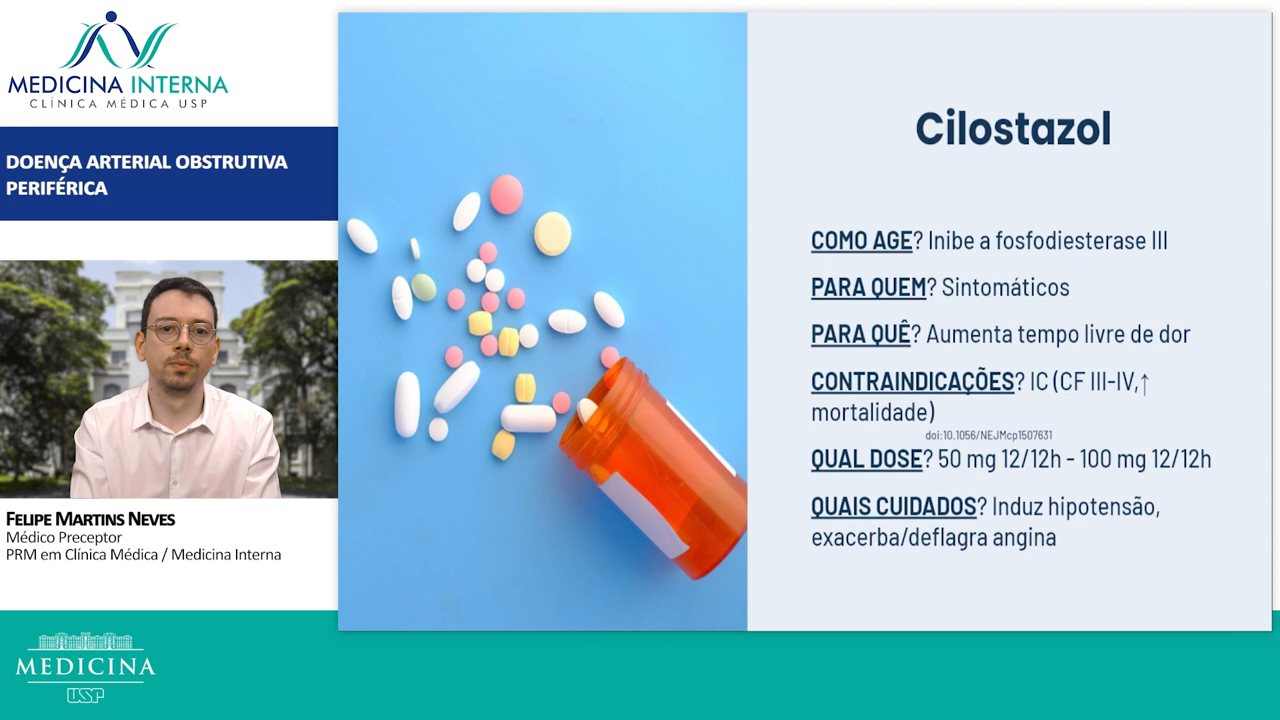 MEDICINA INTERNA
CLÍNICA MÉDICA USP
DOENÇA ARTERIAL OBSTRUTIVA
PERIFÉRICA
FELIPE MARTINS NEVES
Médico Preceptor
PRM em Clínica Médica / Medicina Interna
MEDICINA
USP
Cilostazol
COMO AGE? Inibe a fosfodiesterase III
PARA QUEM? Sintomáticos
PARA QUÊ? Aumenta tempo livre de dor
CONTRAINDICAÇÕES? IC (CF III-IV,↑
mortalidade)
doi:10.1056/NEJMcp1507631
QUAL DOSE? 50 mg 12/12h - 100 mg 12/12h
QUAIS CUIDADOS? Induz hipotensão,
exacerba/deflagra angina